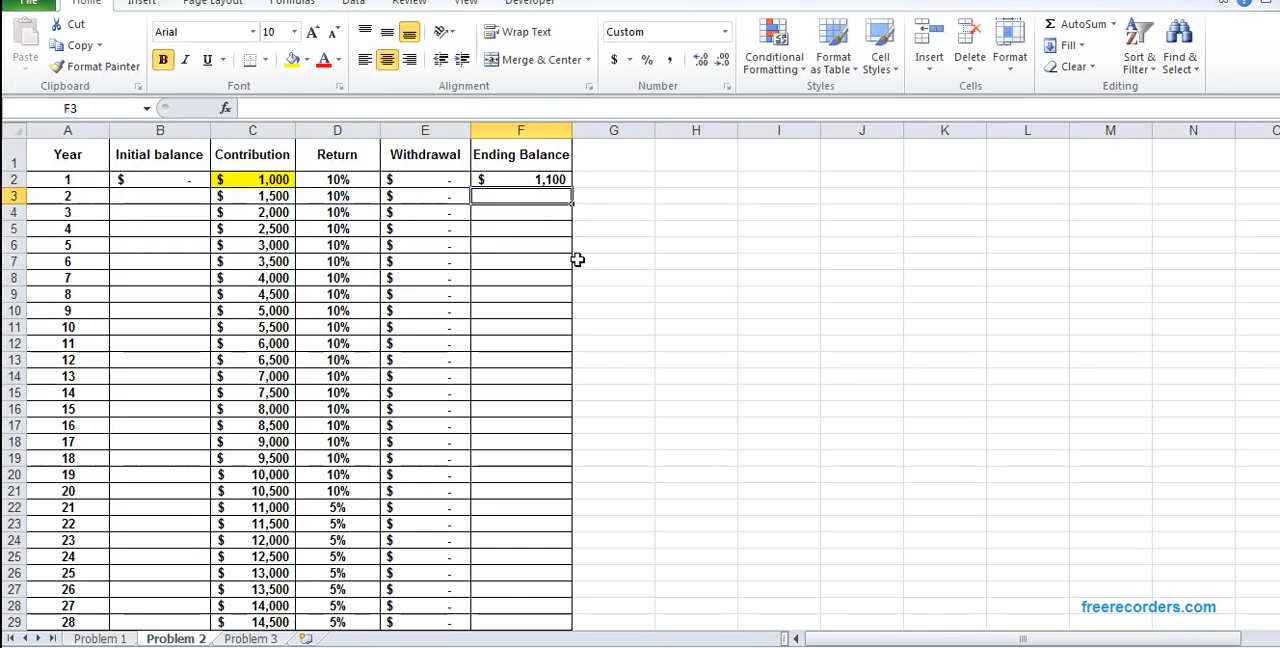 File Home Insert Page Layout Formulas Data Review View Developer
Cut Arial 10 Wrap Text Custom AutoSum
Copy Fill
Paste Format Painter B I U Merge & Center $ % , Conditional Formatting Format as Table Cell Styles Insert Delete Format Clear Sort & Filter Find & Select
Clipboard Font Alignment Number Styles Cells Editing
F3 fx
A B C D E F G H I J K L M N
1 Year Initial balance Contribution Return Withdrawal Ending Balance
2 1 $ - $ 1,000 10% $ - $ 1,100
3 2 $ 1,500 10% $ -
4 3 $ 2,000 10% $ -
5 4 $ 2,500 10% $ -
6 5 $ 3,000 10% $ -
7 6 $ 3,500 10% $ -
8 7 $ 4,000 10% $ -
9 8 $ 4,500 10% $ -
10 9 $ 5,000 10% $ -
11 10 $ 5,500 10% $ -
12 11 $ 6,000 10% $ -
13 12 $ 6,500 10% $ -
14 13 $ 7,000 10% $ -
15 14 $ 7,500 10% $ -
16 15 $ 8,000 10% $ -
17 16 $ 8,500 10% $ -
18 17 $ 9,000 10% $ -
19 18 $ 9,500 10% $ -
20 19 $ 10,000 10% $ -
21 20 $ 10,500 10% $ -
22 21 $ 11,000 5% $ -
23 22 $ 11,500 5% $ -
24 23 $ 12,000 5% $ -
25 24 $ 12,500 5% $ -
26 25 $ 13,000 5% $ -
27 26 $ 13,500 5% $ -
28 27 $ 14,000 5% $ -
29 28 $ 14,500 5% $ -
freerecorders.com
Problem 1 Problem 2 Problem 3